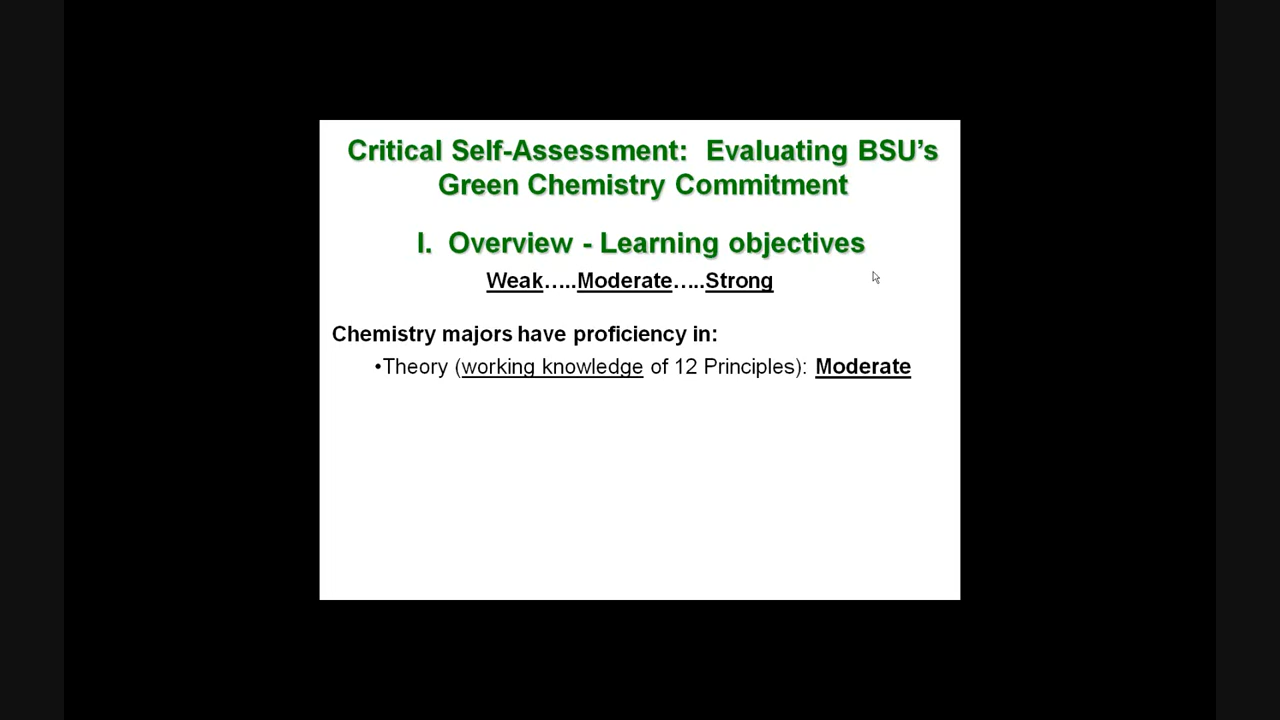 Critical Self-Assessment:  Evaluating BSU’s
Green Chemistry Commitment
I.  Overview - Learning objectives
Weak…..Moderate…..Strong
Chemistry majors have proficiency in:
•Theory (working knowledge of 12 Principles): Moderate